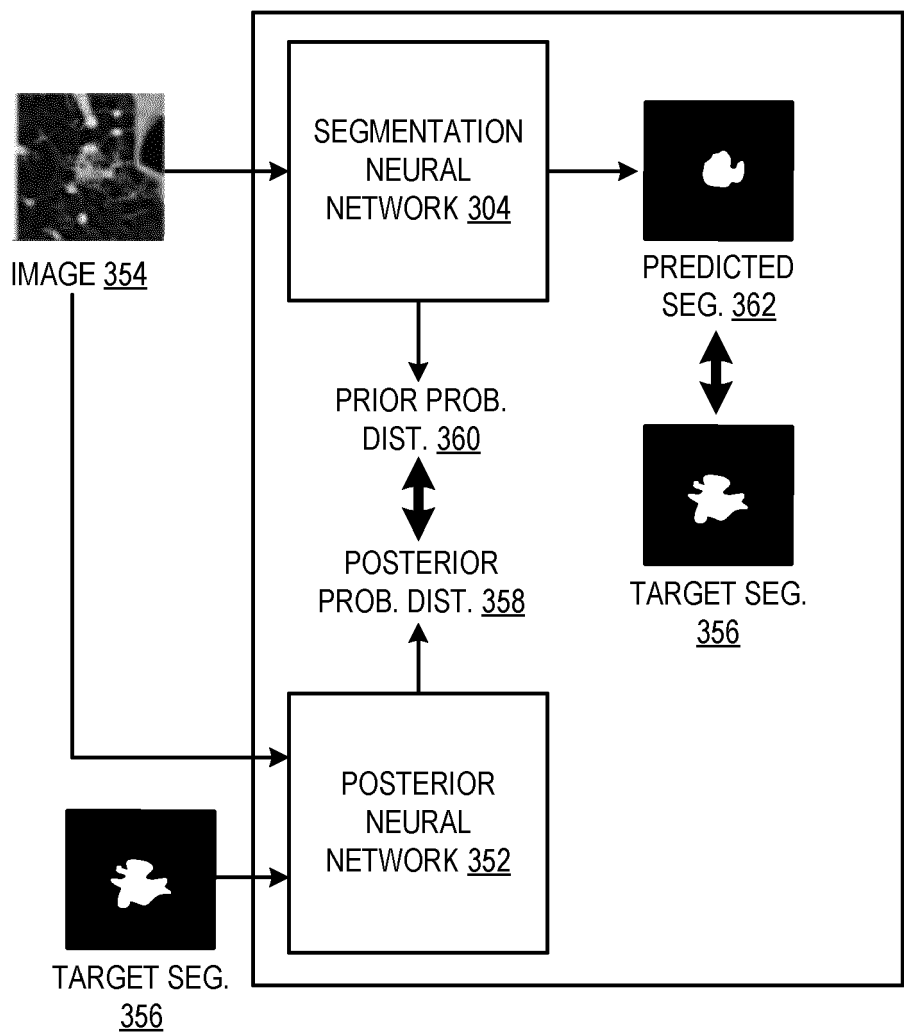 SEGMENTATION
NEURAL
NETWORK 304
IMAGE 354
PREDICTED
SEG. 362
PRIOR PROB.
DIST. 360
POSTERIOR
PROB. DIST. 358
TARGET SEG.
356
POSTERIOR
NEURAL
NETWORK 352
TARGET SEG.
356